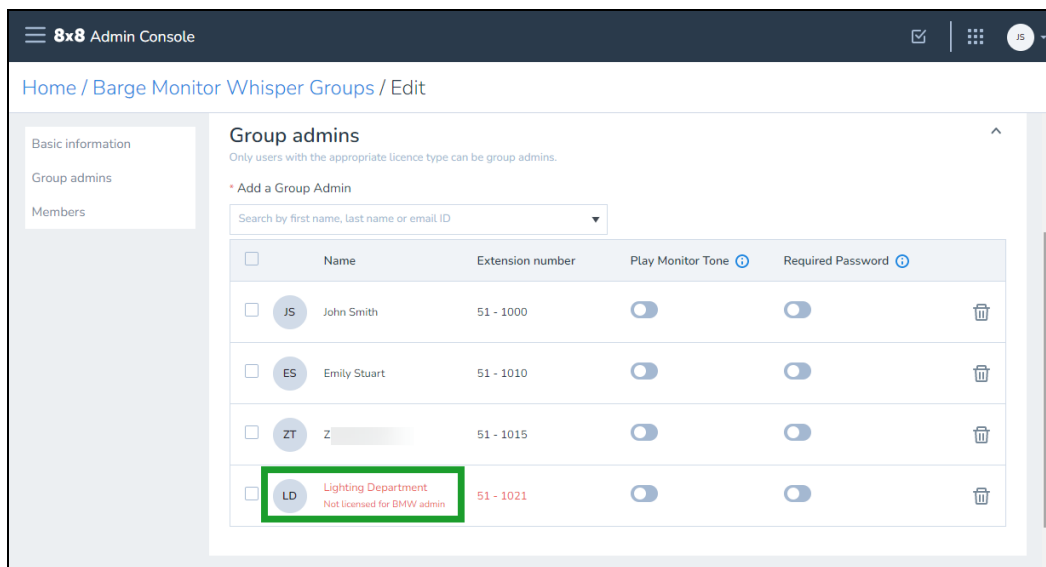 8x8 Admin Console
JS
Home / Barge Monitor Whisper Groups / Edit
Basic information
Group admins
Members
Group admins
Only users with the appropriate licence type can be group admins.
* Add a Group Admin
Search by first name, last name or email ID
Name Extension number Play Monitor Tone Required Password
JS John Smith 51 - 1000
ES Emily Stuart 51 - 1010
ZT Z 51 - 1015
LD Lighting Department 51 - 1021
Not licensed for BMW admin